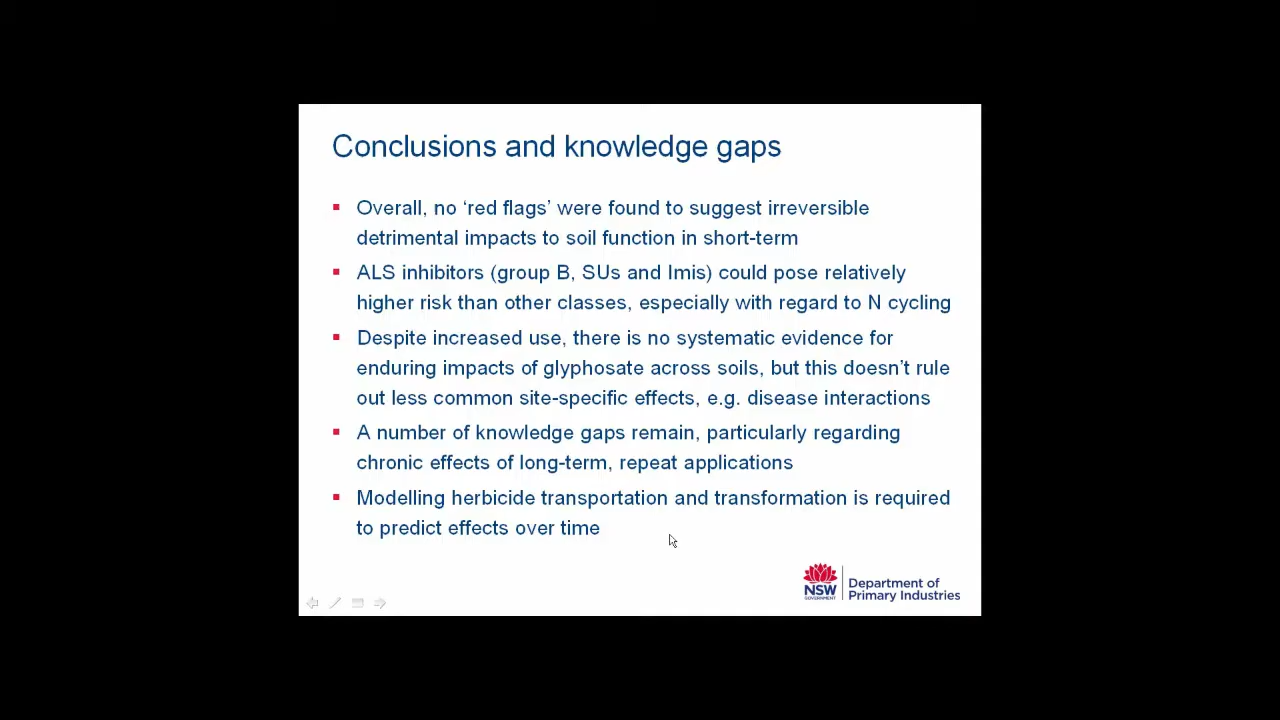 Conclusions and knowledge gaps
Overall, no ‘red flags’ were found to suggest irreversible
detrimental impacts to soil function in short-term
ALS inhibitors (group B, SUs and Imis) could pose relatively
higher risk than other classes, especially with regard to N cycling
Despite increased use, there is no systematic evidence for
enduring impacts of glyphosate across soils, but this doesn’t rule
out less common site-specific effects, e.g. disease interactions
A number of knowledge gaps remain, particularly regarding
chronic effects of long-term, repeat applications
Modelling herbicide transportation and transformation is required
to predict effects over time
NSW
GOVERNMENT
Department of
Primary Industries